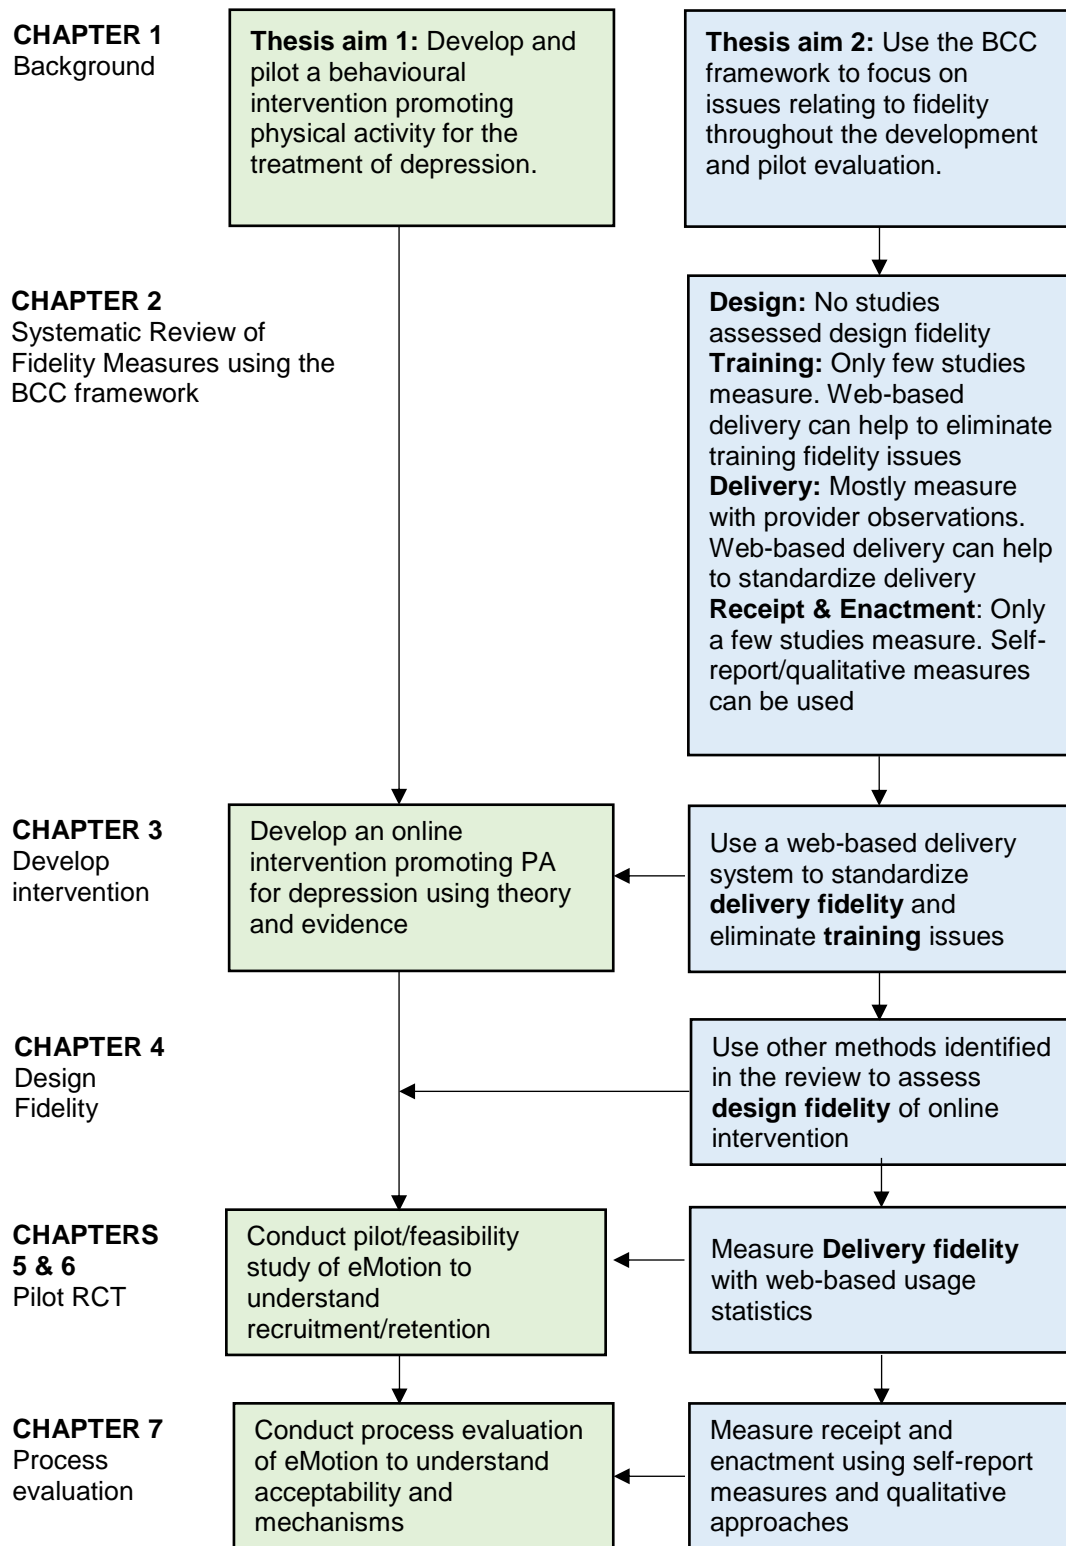 CHAPTER 1
Background
Thesis aim 1: Develop and
pilot a behavioural
intervention promoting
physical activity for the
treatment of depression.
Thesis aim 2: Use the BCC
framework to focus on
issues relating to fidelity
throughout the development
and pilot evaluation.
CHAPTER 2
Systematic Review of
Fidelity Measures using the
BCC framework
Design: No studies
assessed design fidelity
Training: Only few studies
measure. Web-based
delivery can help to eliminate
training fidelity issues
Delivery: Mostly measure
with provider observations.
Web-based delivery can help
to standardize delivery
Receipt & Enactment: Only
a few studies measure. Self-
report/qualitative measures
can be used
CHAPTER 3
Develop
intervention
Develop an online
intervention promoting PA
for depression using theory
and evidence
Use a web-based delivery
system to standardize
delivery fidelity and
eliminate training issues
CHAPTER 4
Design
Fidelity
Use other methods identified
in the review to assess
design fidelity of online
intervention
CHAPTERS
5 & 6
Pilot RCT
Conduct pilot/feasibility
study of eMotion to
understand
recruitment/retention
Measure Delivery fidelity
with web-based usage
statistics
CHAPTER 7
Process
evaluation
Conduct process evaluation
of eMotion to understand
acceptability and
mechanisms
Measure receipt and
enactment using self-report
measures and qualitative
approaches